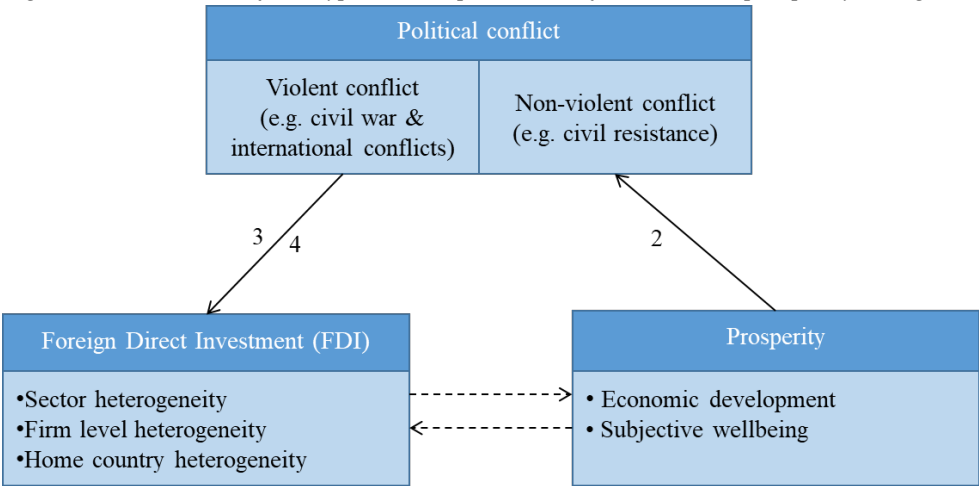 Political conflict
Violent conflict
(e.g. civil war &
international conflicts)
Non-violent conflict
(e.g. civil resistance)
3
4
2
Foreign Direct Investment (FDI)
•Sector heterogeneity
•Firm level heterogeneity
•Home country heterogeneity
Prosperity
• Economic development
• Subjective wellbeing